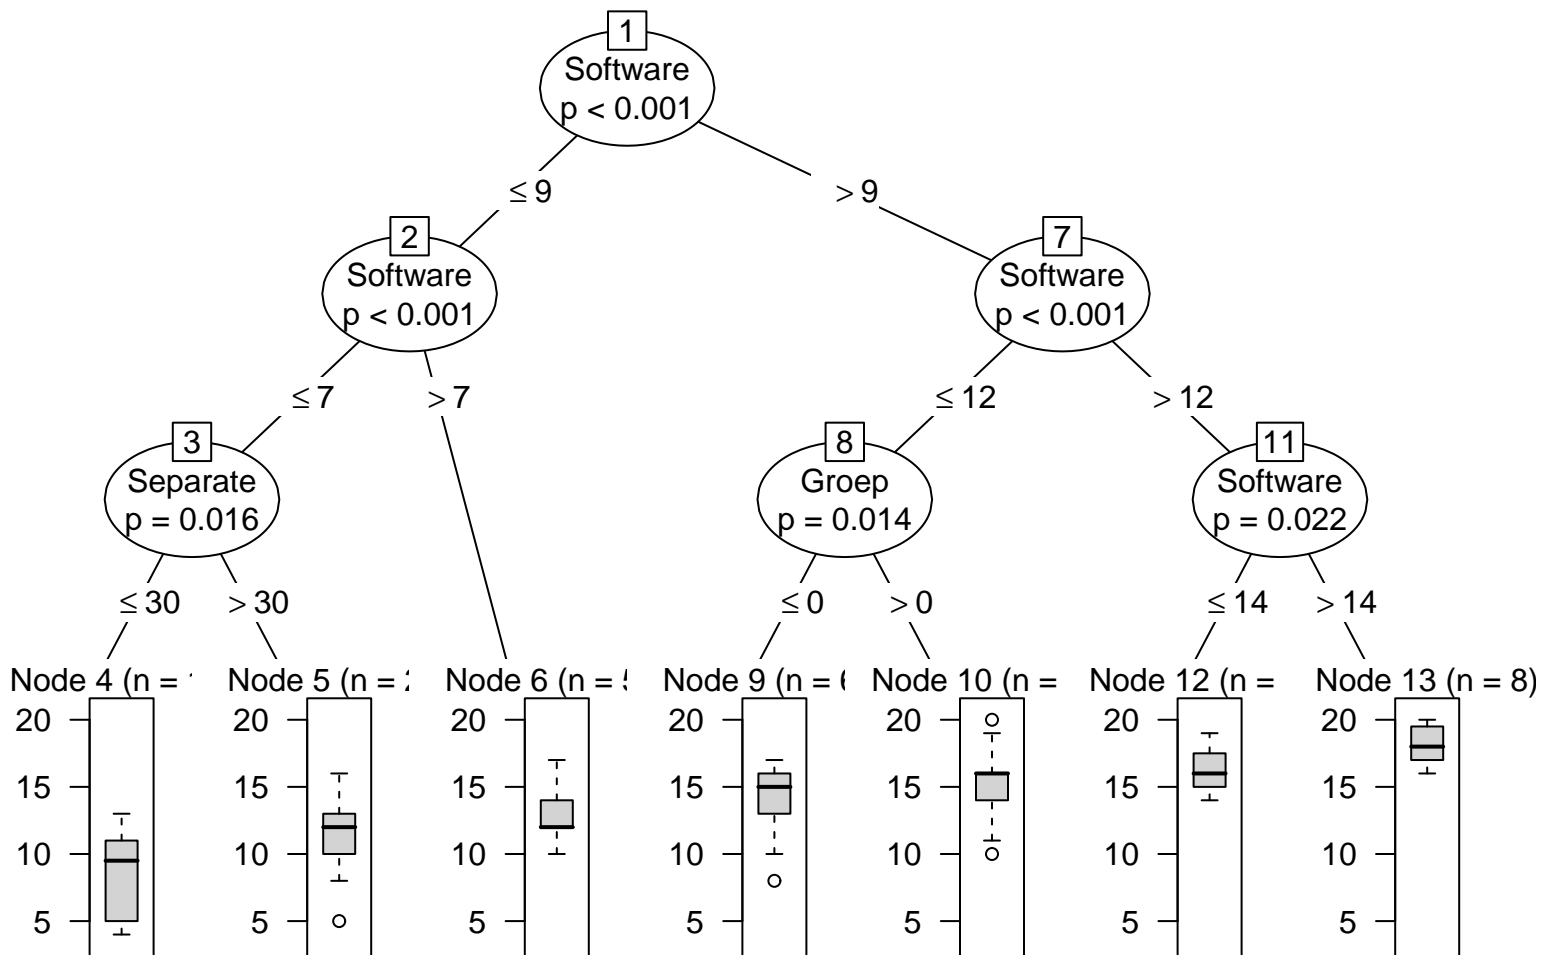 1
Software
p < 0.001
≤ 9
> 9
2
Software
p < 0.001
7
Software
p < 0.001
≤ 7
> 7
≤ 12
> 12
3
Separate
p = 0.016
8
Groep
p = 0.014
11
Software
p = 0.022
≤ 30
> 30
≤ 0
> 0
≤ 14
> 14
Node 4 (n =
20
15
10
5
Node 5 (n =
20
15
10
5
Node 6 (n =
20
15
10
5
Node 9 (n =
20
15
10
5
Node 10 (n =
20
15
10
5
Node 12 (n =
20
15
10
5
Node 13 (n = 8)
20
15
10
5